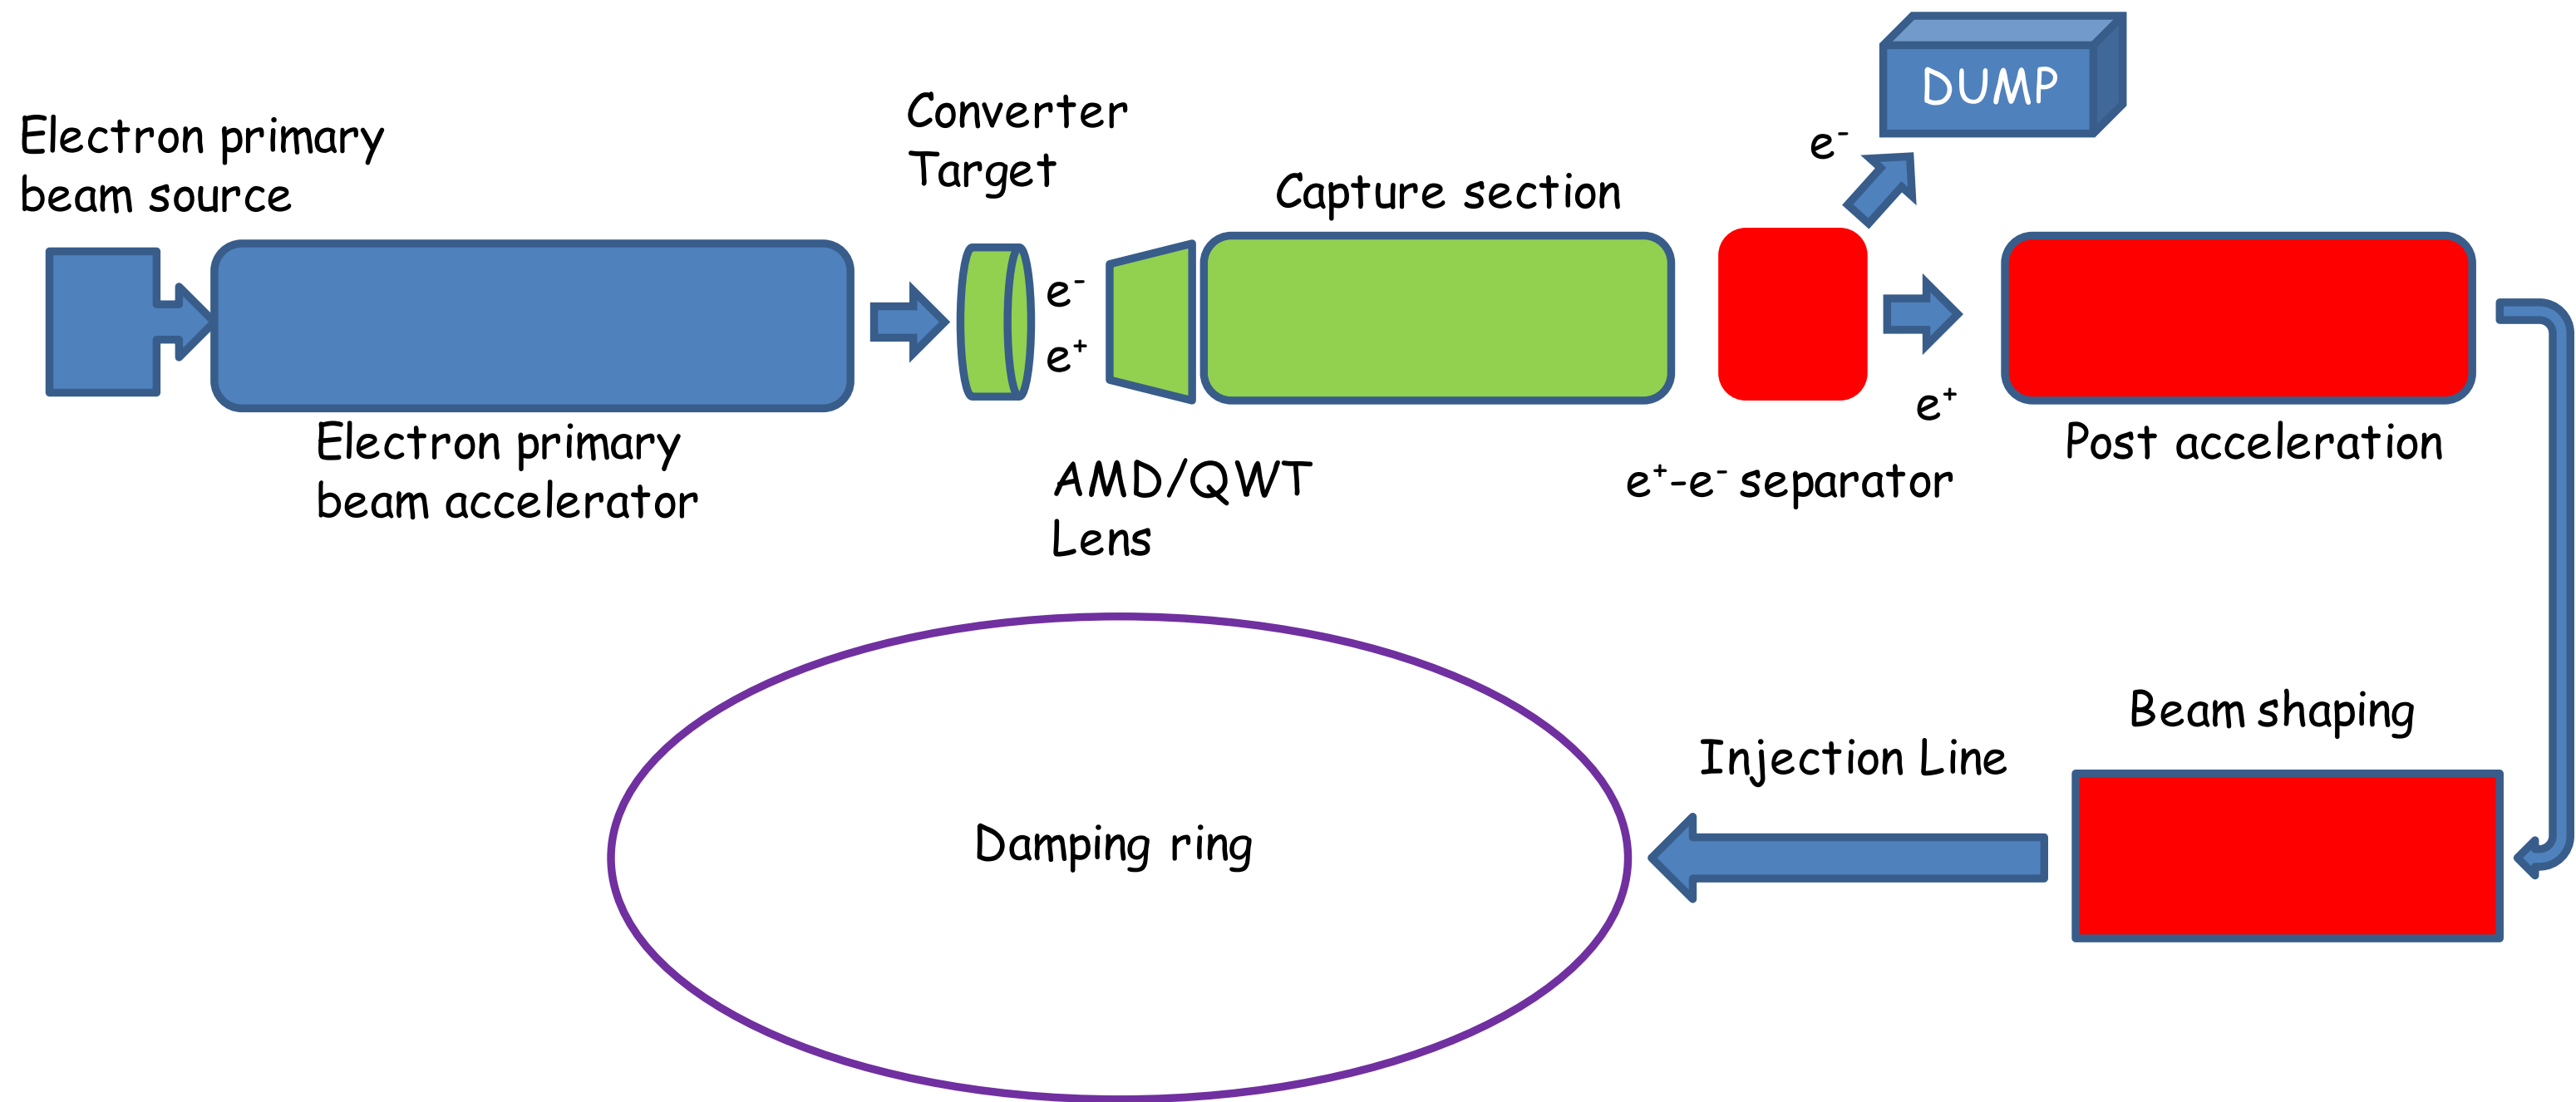 Electron primary
beam source
Electron primary
beam accelerator
Converter
Target
e⁻
e⁺
AMD/QWT
Lens
Capture section
e⁺-e⁻ separator
e⁻
DUMP
e⁺
Post acceleration
Beam shaping
Injection Line
Damping ring